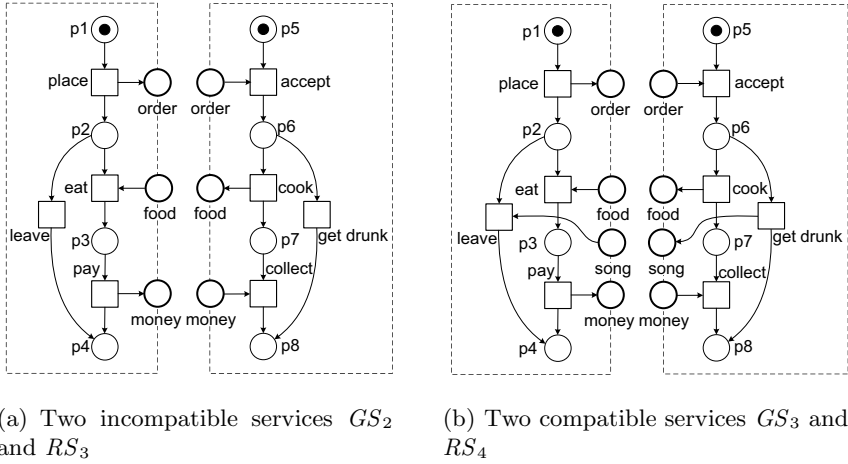 p1
p5
place
accept
order
order
p2
p6
eat
cook
food
food
leave
p3
p7
get drunk
pay
collect
money
money
p4
p8
p1
p5
place
accept
order
order
p2
p6
eat
cook
food
food
leave
p3
p7
get drunk
pay
song
song
collect
money
money
p4
p8
(a) Two incompatible services GS2
and RS3
(b) Two compatible services GS3 and
RS4